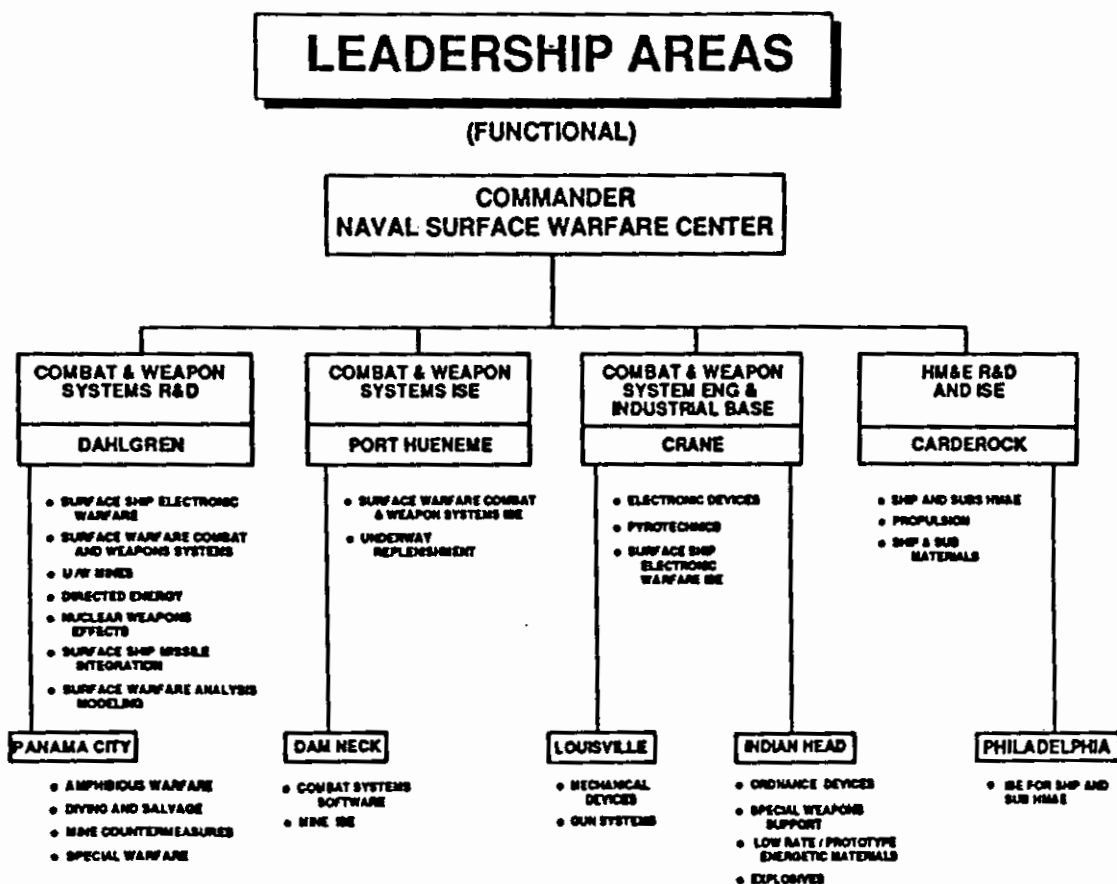 LEADERSHIP AREAS
(FUNCTIONAL)
COMMANDER
NAVAL SURFACE WARFARE CENTER
COMBAT & WEAPON
SYSTEMS R&D
DAHLGREN
• SURFACE SHIP ELECTRONIC
WARFARE
• SURFACE WARFARE COMBAT
AND WEAPONS SYSTEMS
• U/W MINES
• DIRECTED ENERGY
• NUCLEAR WEAPONS
EFFECTS
• SURFACE SHIP MISSILE
INTEGRATION
• SURFACE WARFARE ANALYSIS
MODELING
PANAMA CITY
• AMPHIBIOUS WARFARE
• DIVING AND SALVAGE
• MINE COUNTERMEASURES
• SPECIAL WARFARE
COMBAT & WEAPON
SYSTEMS ISE
PORT HUENEME
• SURFACE WARFARE COMBAT
& WEAPON SYSTEMS ISE
• UNDERWAY
REPLENISHMENT
DAM NECK
• COMBAT SYSTEMS
SOFTWARE
• MINE ISE
COMBAT & WEAPON
SYSTEM ENG &
INDUSTRIAL BASE
CRANE
• ELECTRONIC DEVICES
• PYROTECHNICS
• SURFACE SHIP
ELECTRONIC
WARFARE ISE
LOUISVILLE
• MECHANICAL
DEVICES
• GUN SYSTEMS
INDIAN HEAD
• ORDNANCE DEVICES
• SPECIAL WEAPONS
SUPPORT
• LOW RATE / PROTOTYPE
ENERGETIC MATERIALS
• EXPLOSIVES
HM&E R&D
AND ISE
CARDEROCK
• SHIP AND SUBS HM&E
• PROPULSION
• SHIP & SUB
MATERIALS
PHILADELPHIA
• ISE FOR SHIP AND
SUB HM&E